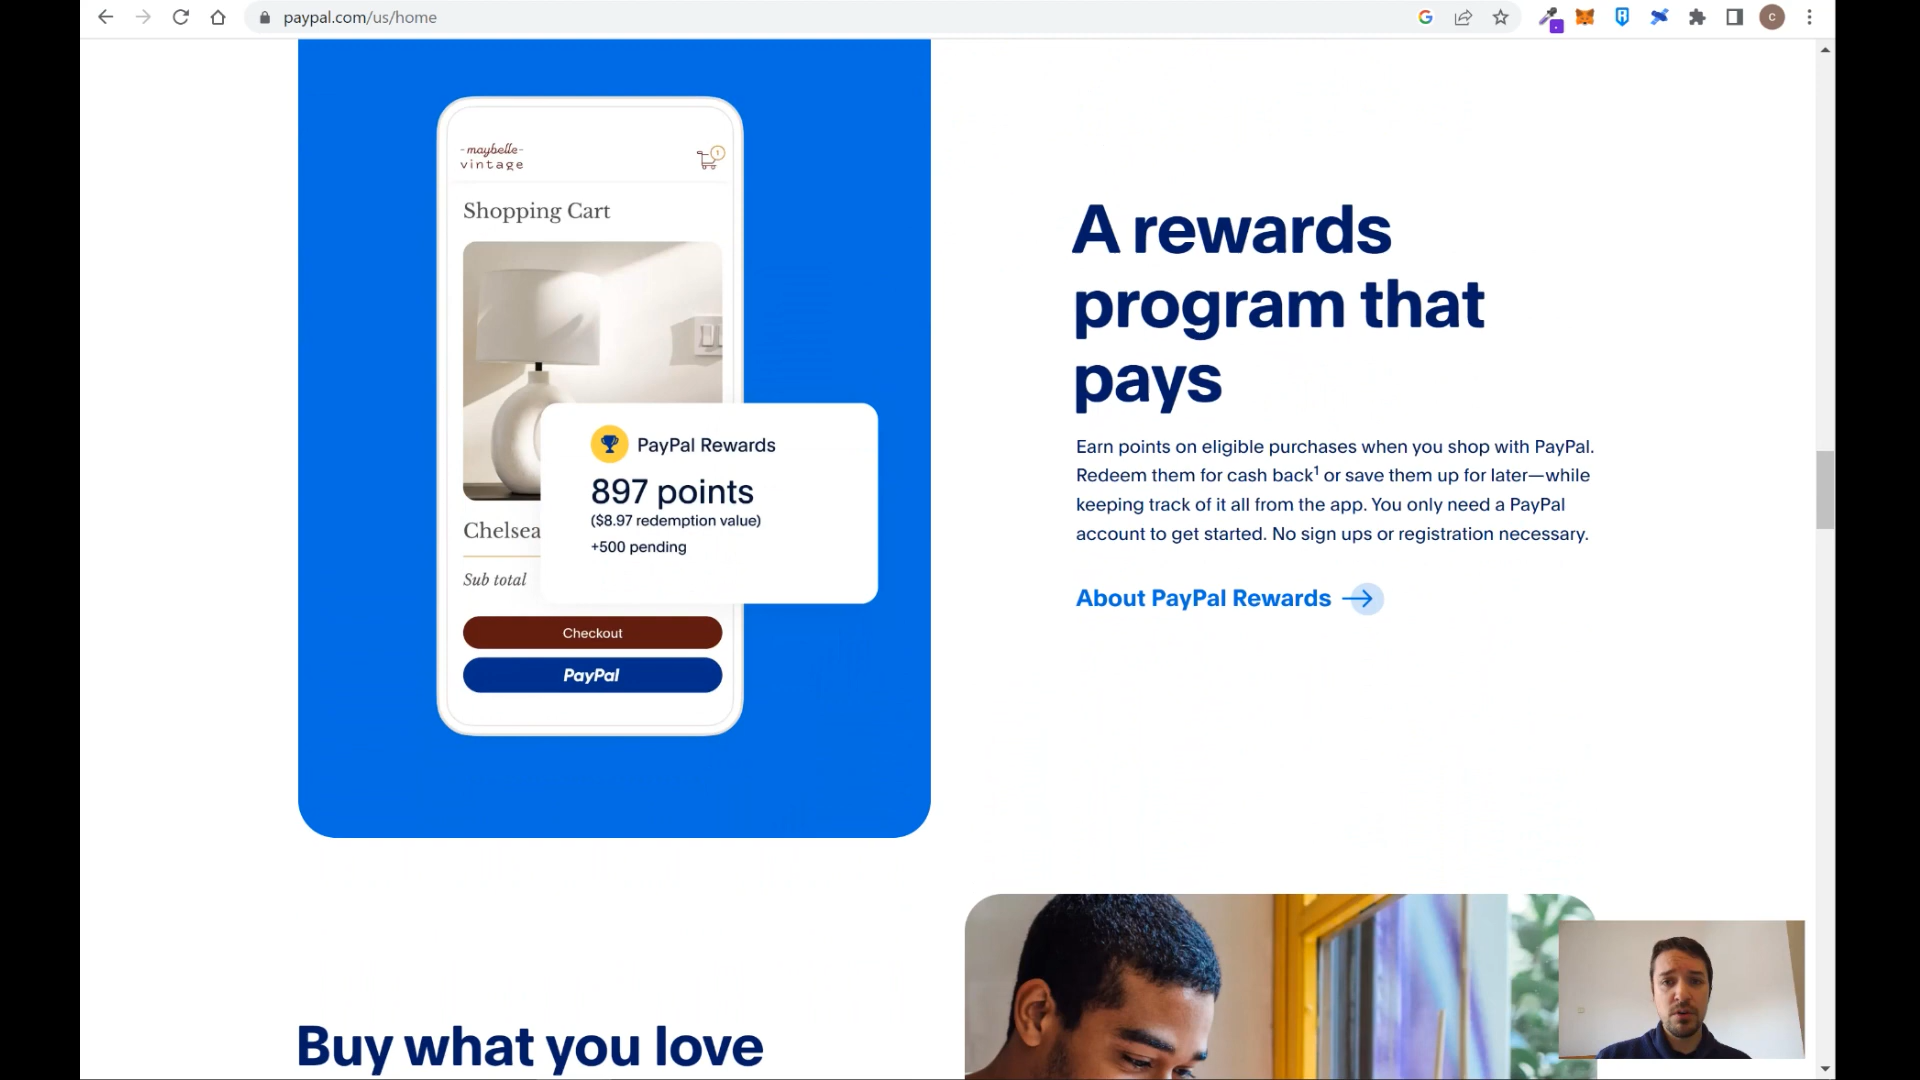 paypal.com/us/home
C
-maybelle-
vintage
1
Shopping Cart
PayPal Rewards
897 points
($8.97 redemption value)
+500 pending
Chelsea
Sub total
Checkout
PayPal
A rewards
program that
pays
Earn points on eligible purchases when you shop with PayPal.
Redeem them for cash back1 or save them up for later—while
keeping track of it all from the app. You only need a PayPal
account to get started. No sign ups or registration necessary.
About PayPal Rewards
Buy what you love